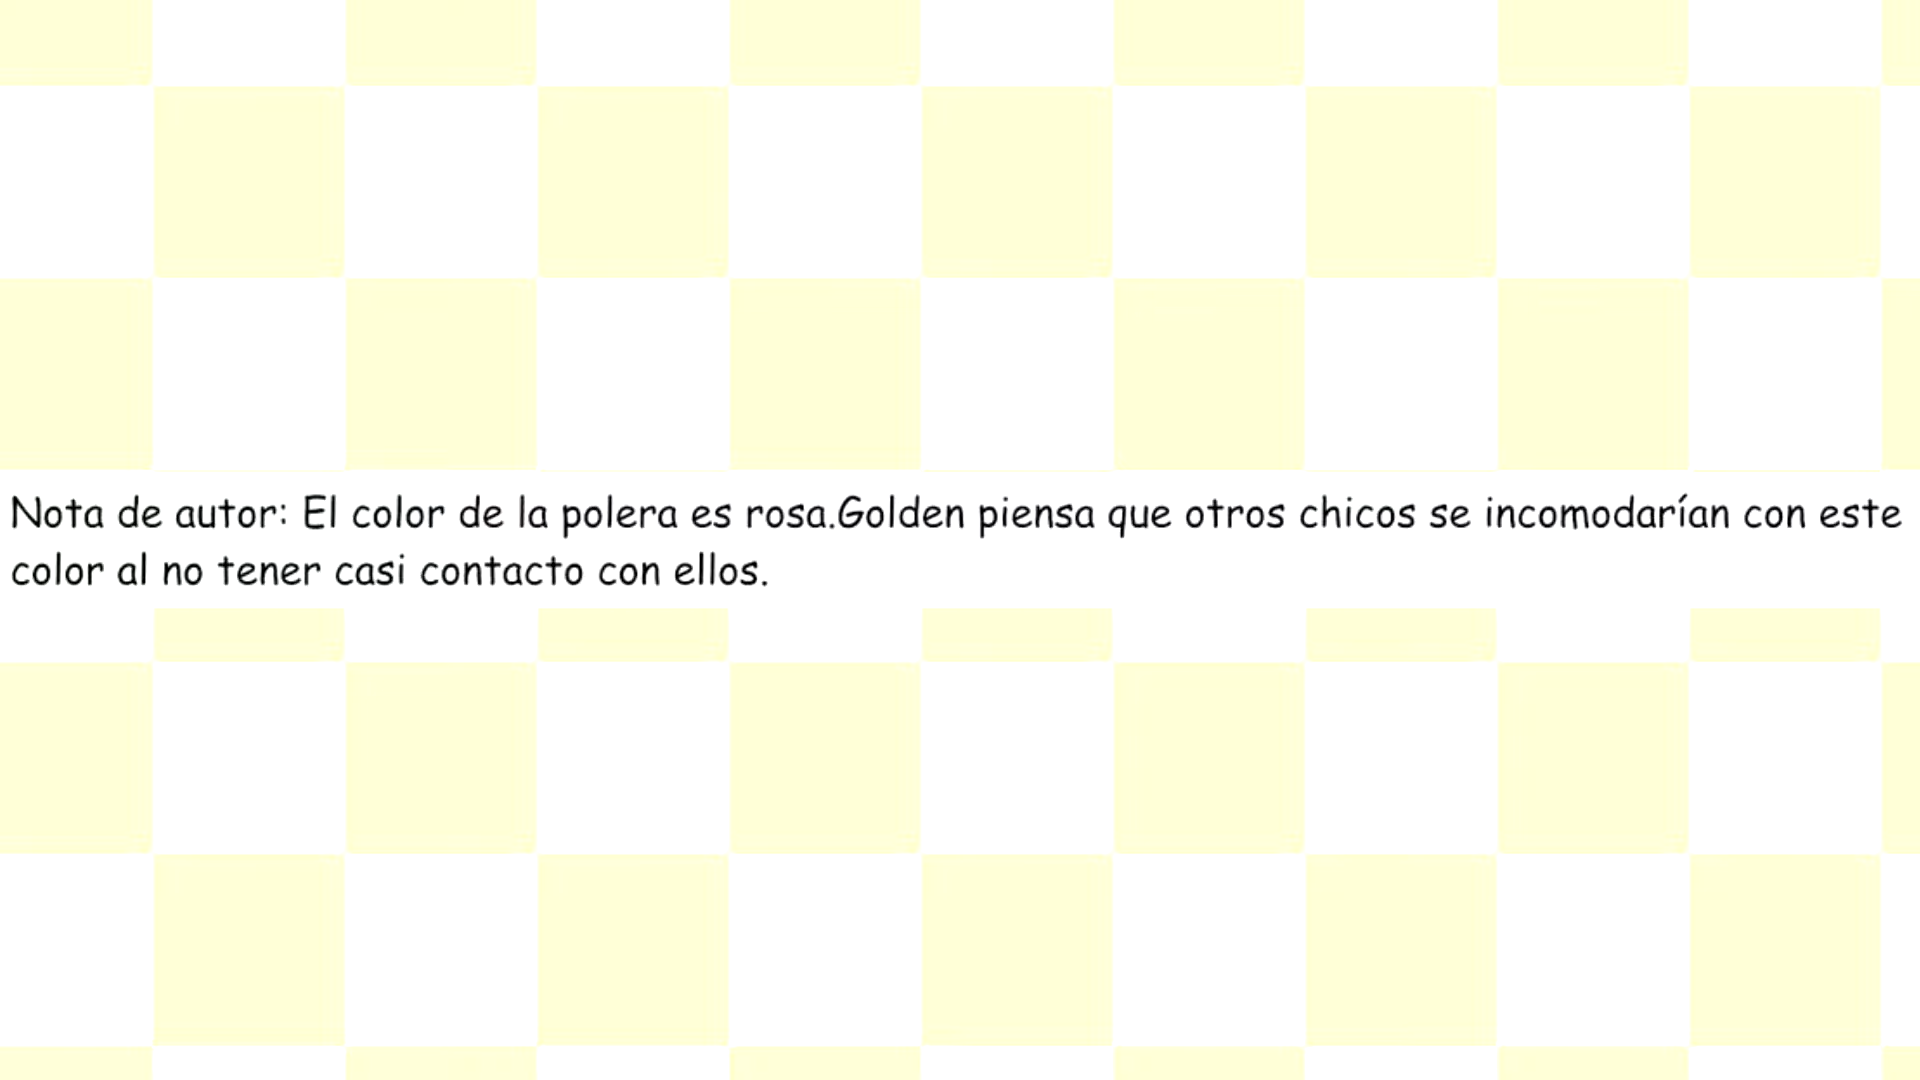 Nota de autor: El color de la polera es rosa.Golden piensa que otros chicos se incomodarían con este
color al no tener casi contacto con ellos.